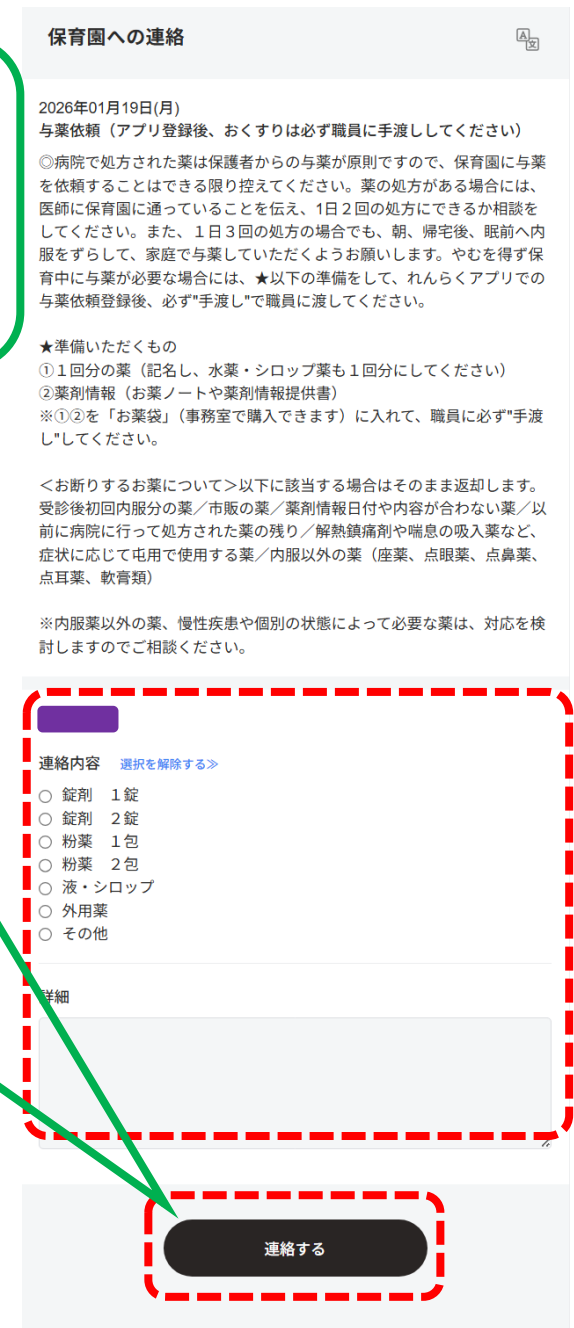 保育園への連絡
2026年01月19日(月)
与薬依頼（アプリ登録後、おくすりは必ず職員に手渡ししてください）
◎病院で処方された薬は保護者からの与薬が原則ですので、保育園に与薬
を依頼することはできる限り控えてください。薬の処方がある場合には、
医師に保育園に通っていることを伝え、1日２回の処方にできるか相談を
してください。また、１日３回の処方の場合でも、朝、帰宅後、眠前へ内
服をずらして、家庭で与薬していただくようお願いします。やむを得ず保
育中に与薬が必要な場合には、★以下の準備をして、れんらくアプリでの
与薬依頼登録後、必ず"手渡し"で職員に渡してください。
★準備いただくもの
①１回分の薬（記名し、水薬・シロップ薬も１回分にしてください）
②薬剤情報（お薬ノートや薬剤情報提供書）
※①②を「お薬袋」（事務室で購入できます）に入れて、職員に必ず"手渡
し"してください。
＜お断りするお薬について＞以下に該当する場合はそのまま返却します。
受診後初回内服分の薬／市販の薬／薬剤情報日付や内容が合わない薬／以
前に病院に行って処方された薬の残り／解熱鎮痛剤や喘息の吸入薬など、
症状に応じて屯用で使用する薬／内服以外の薬（座薬、点眼薬、点鼻薬、
点耳薬、軟膏類）
※内服薬以外の薬、慢性疾患や個別の状態によって必要な薬は、対応を検
討しますのでご相談ください。
連絡内容 選択を解除する≫
錠剤　１錠
錠剤　２錠
粉薬　１包
粉薬　２包
液・シロップ
外用薬
その他
詳細
連絡する